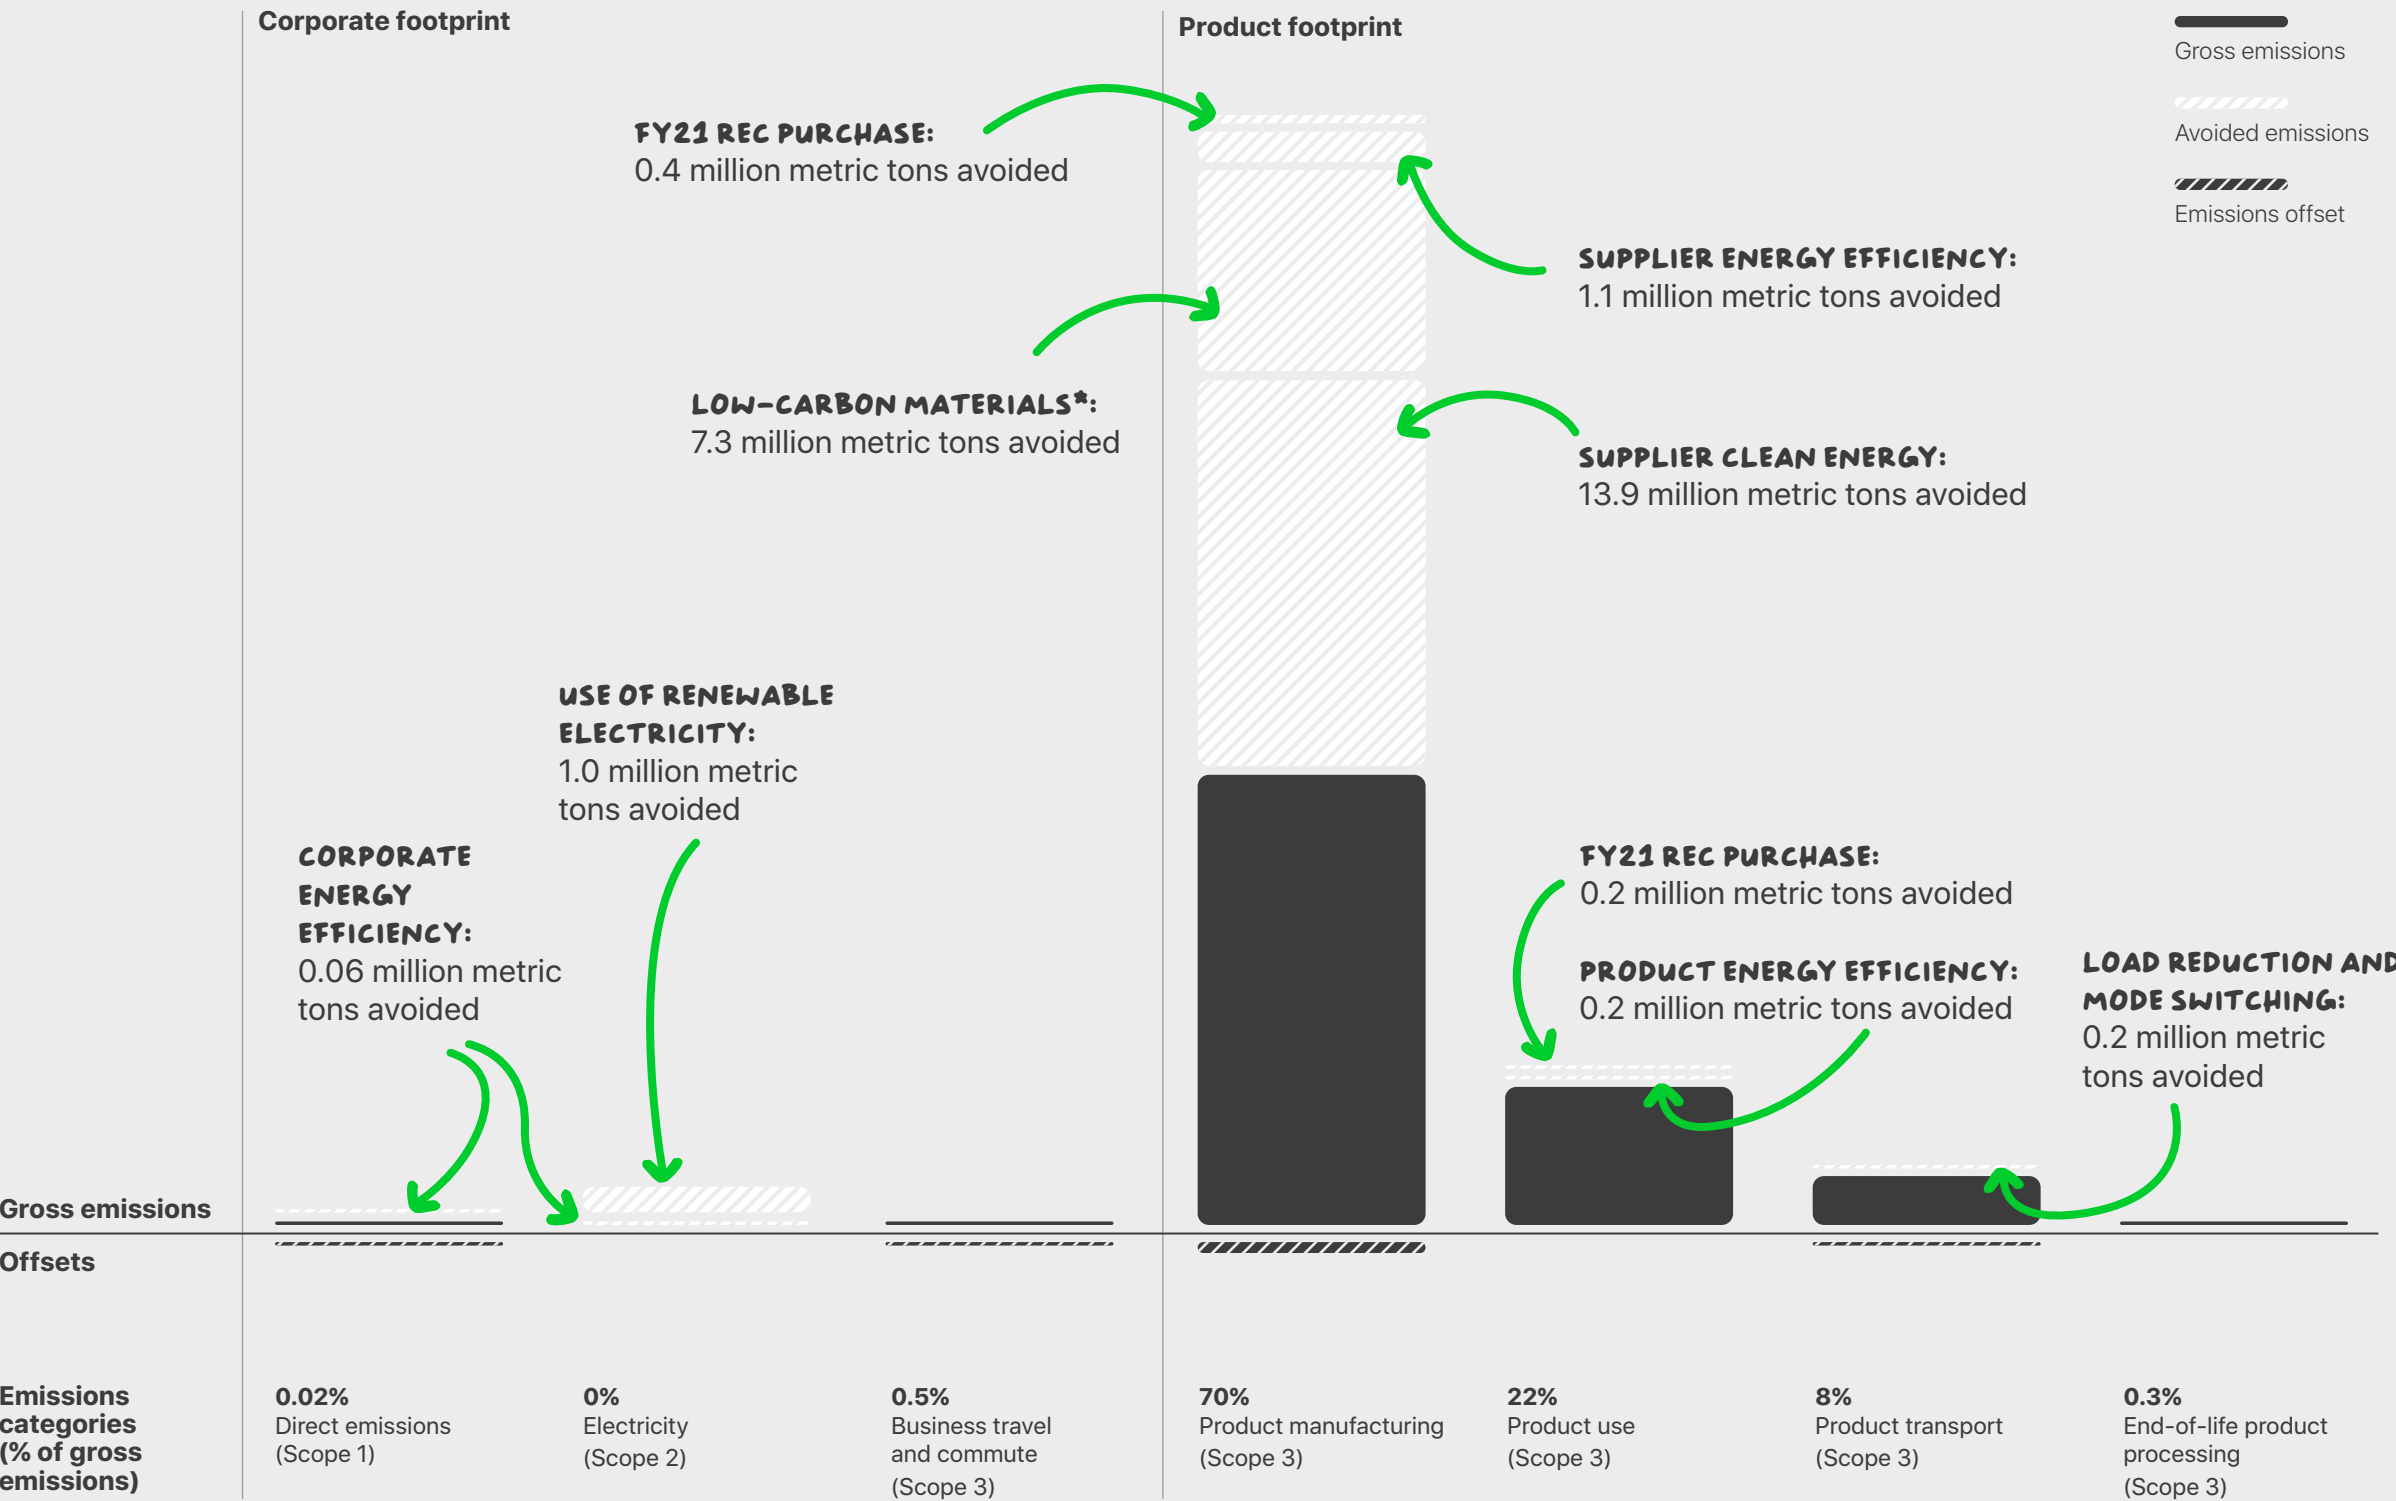 Corporate footprint
Product footprint
Gross emissions
Avoided emissions
Emissions offset
FY21 REC PURCHASE:
0.4 million metric tons avoided
SUPPLIER ENERGY EFFICIENCY:
1.1 million metric tons avoided
LOW-CARBON MATERIALS*:
7.3 million metric tons avoided
SUPPLIER CLEAN ENERGY:
13.9 million metric tons avoided
USE OF RENEWABLE
ELECTRICITY:
1.0 million metric
tons avoided
CORPORATE
ENERGY
EFFICIENCY:
0.06 million metric
tons avoided
FY21 REC PURCHASE:
0.2 million metric tons avoided
PRODUCT ENERGY EFFICIENCY:
0.2 million metric tons avoided
LOAD REDUCTION AND
MODE SWITCHING:
0.2 million metric
tons avoided
Gross emissions
Offsets
Emissions
categories
(% of gross
emissions)
0.02%
Direct emissions
(Scope 1)
0%
Electricity
(Scope 2)
0.5%
Business travel
and commute
(Scope 3)
70%
Product manufacturing
(Scope 3)
22%
Product use
(Scope 3)
8%
Product transport
(Scope 3)
0.3%
End-of-life product
processing
(Scope 3)